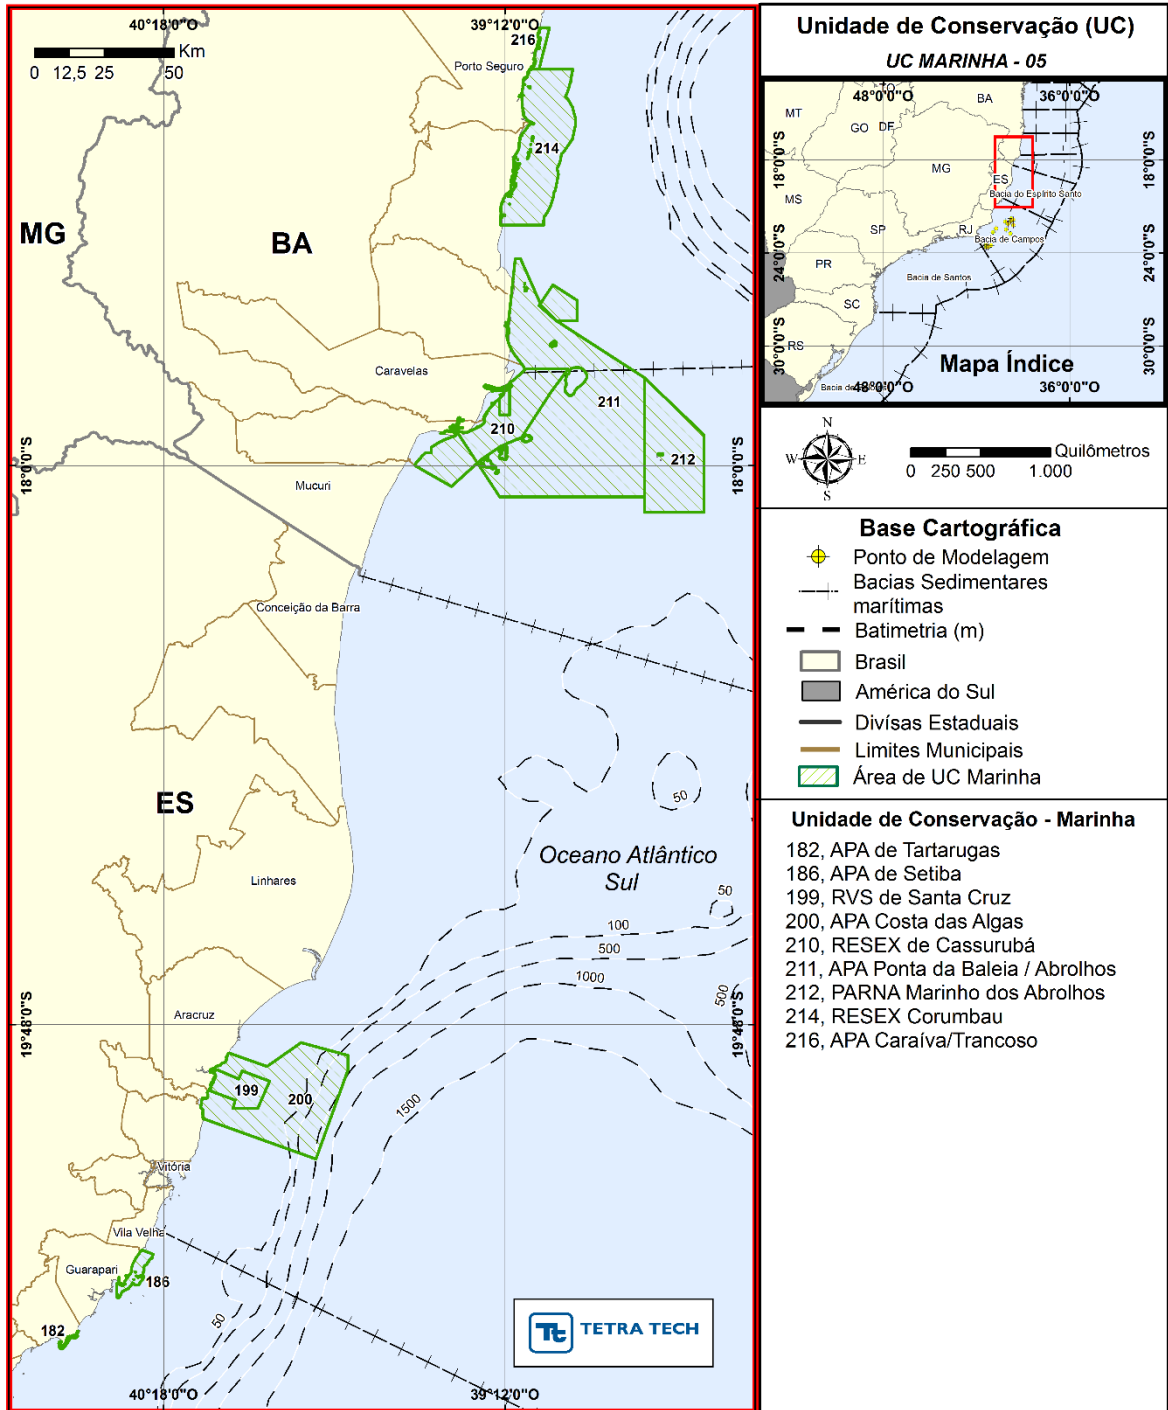 40°18'0"O
39°12'0"O
Km
0 12,5 25 50
216
Porto Seguro
214
MG
BA
Caravelas
211
210
212
18°0'0"S
18°0'0"S
Mucuri
Conceição da Barra
50
ES
Oceano Atlântico
Sul
Linhares
50
100
500
1000
500
19°48'0"S
19°48'0"S
Aracruz
199
200
1500
Vitória
Vila Velha
Guarapari
186
182
50
TETRA TECH
40°18'0"O
39°12'0"O
Unidade de Conservação (UC)
UC MARINHA - 05
48°0'0"O
36°0'0"O
TO
BA
MT
GO
DF
18°0'0"S
18°0'0"S
MG
ES
MS
Bacia do Espírito Santo
SP
RJ
Bacia de Campos
24°0'0"S
24°0'0"S
PR
Bacia de Santos
SC
30°0'0"S
30°0'0"S
RS
Mapa Índice
48°0'0"O
36°0'0"O
N
W
E
S
Quilômetros
0 250 500 1.000
Base Cartográfica
Ponto de Modelagem
Bacias Sedimentares
marítimas
Batimetria (m)
Brasil
América do Sul
Divísas Estaduais
Limites Municipais
Área de UC Marinha
Unidade de Conservação - Marinha
182, APA de Tartarugas
186, APA de Setiba
199, RVS de Santa Cruz
200, APA Costa das Algas
210, RESEX de Cassurubá
211, APA Ponta da Baleia / Abrolhos
212, PARNA Marinho dos Abrolhos
214, RESEX Corumbau
216, APA Caraíva/Trancoso